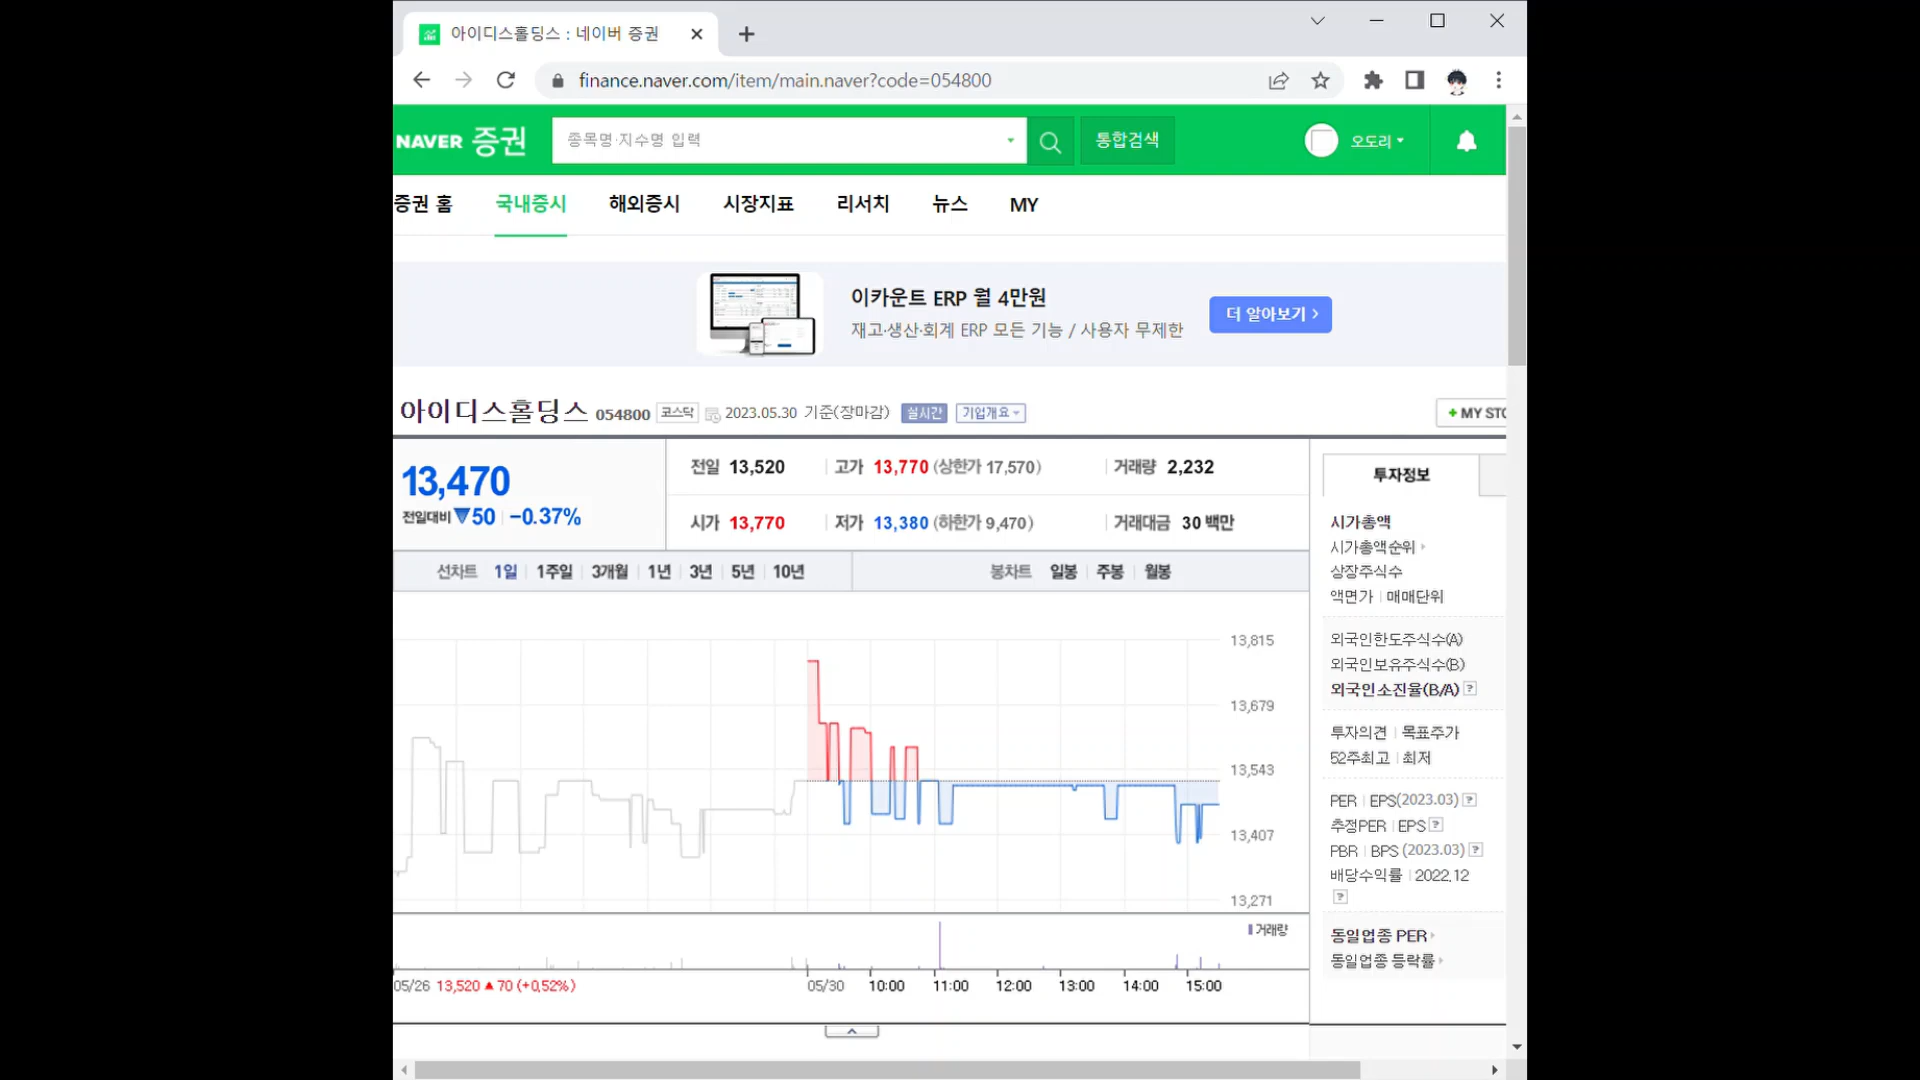 아이디스홀딩스 : 네이버 증권
finance.naver.com/item/main.naver?code=054800
NAVER 증권
종목명·지수명 입력
통합검색
오도리
증권 홈 국내증시 해외증시 시장지표 리서치 뉴스 MY
이카운트 ERP 월 4만원
재고·생산·회계 ERP 모든 기능 / 사용자 무제한
더 알아보기
아이디스홀딩스 054800 코스닥 2023.05.30 기준(장마감) 실시간 기업개요
+ MY STO
13,470
전일대비 ▼50 -0.37%
전일 13,520 고가 13,770 (상한가 17,570) 거래량 2,232
시가 13,770 저가 13,380 (하한가 9,470) 거래대금 30 백만
선차트 1일 1주일 3개월 1년 3년 5년 10년
봉차트 일봉 주봉 월봉
13,815
13,679
13,543
13,407
13,271
거래량
05/26 13,520 ▲ 70 (+0.52%)
05/30 10:00 11:00 12:00 13:00 14:00 15:00
투자정보
시가총액
시가총액순위
상장주식수
액면가 매매단위
외국인한도주식수(A)
외국인보유주식수(B)
외국인소진율(B/A) ?
투자의견 목표주가
52주최고 최저
PER EPS(2023.03) ?
추정PER EPS ?
PBR BPS (2023.03) ?
배당수익률 2022.12
?
동일업종 PER
동일업종 등락률